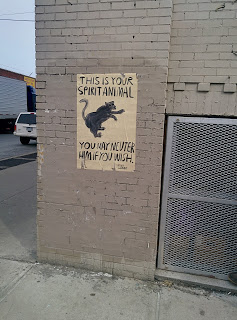 THIS IS YOUR
SPIRIT ANIMAL
YOU MAY NEUTER
HIM IF YOU WISH.